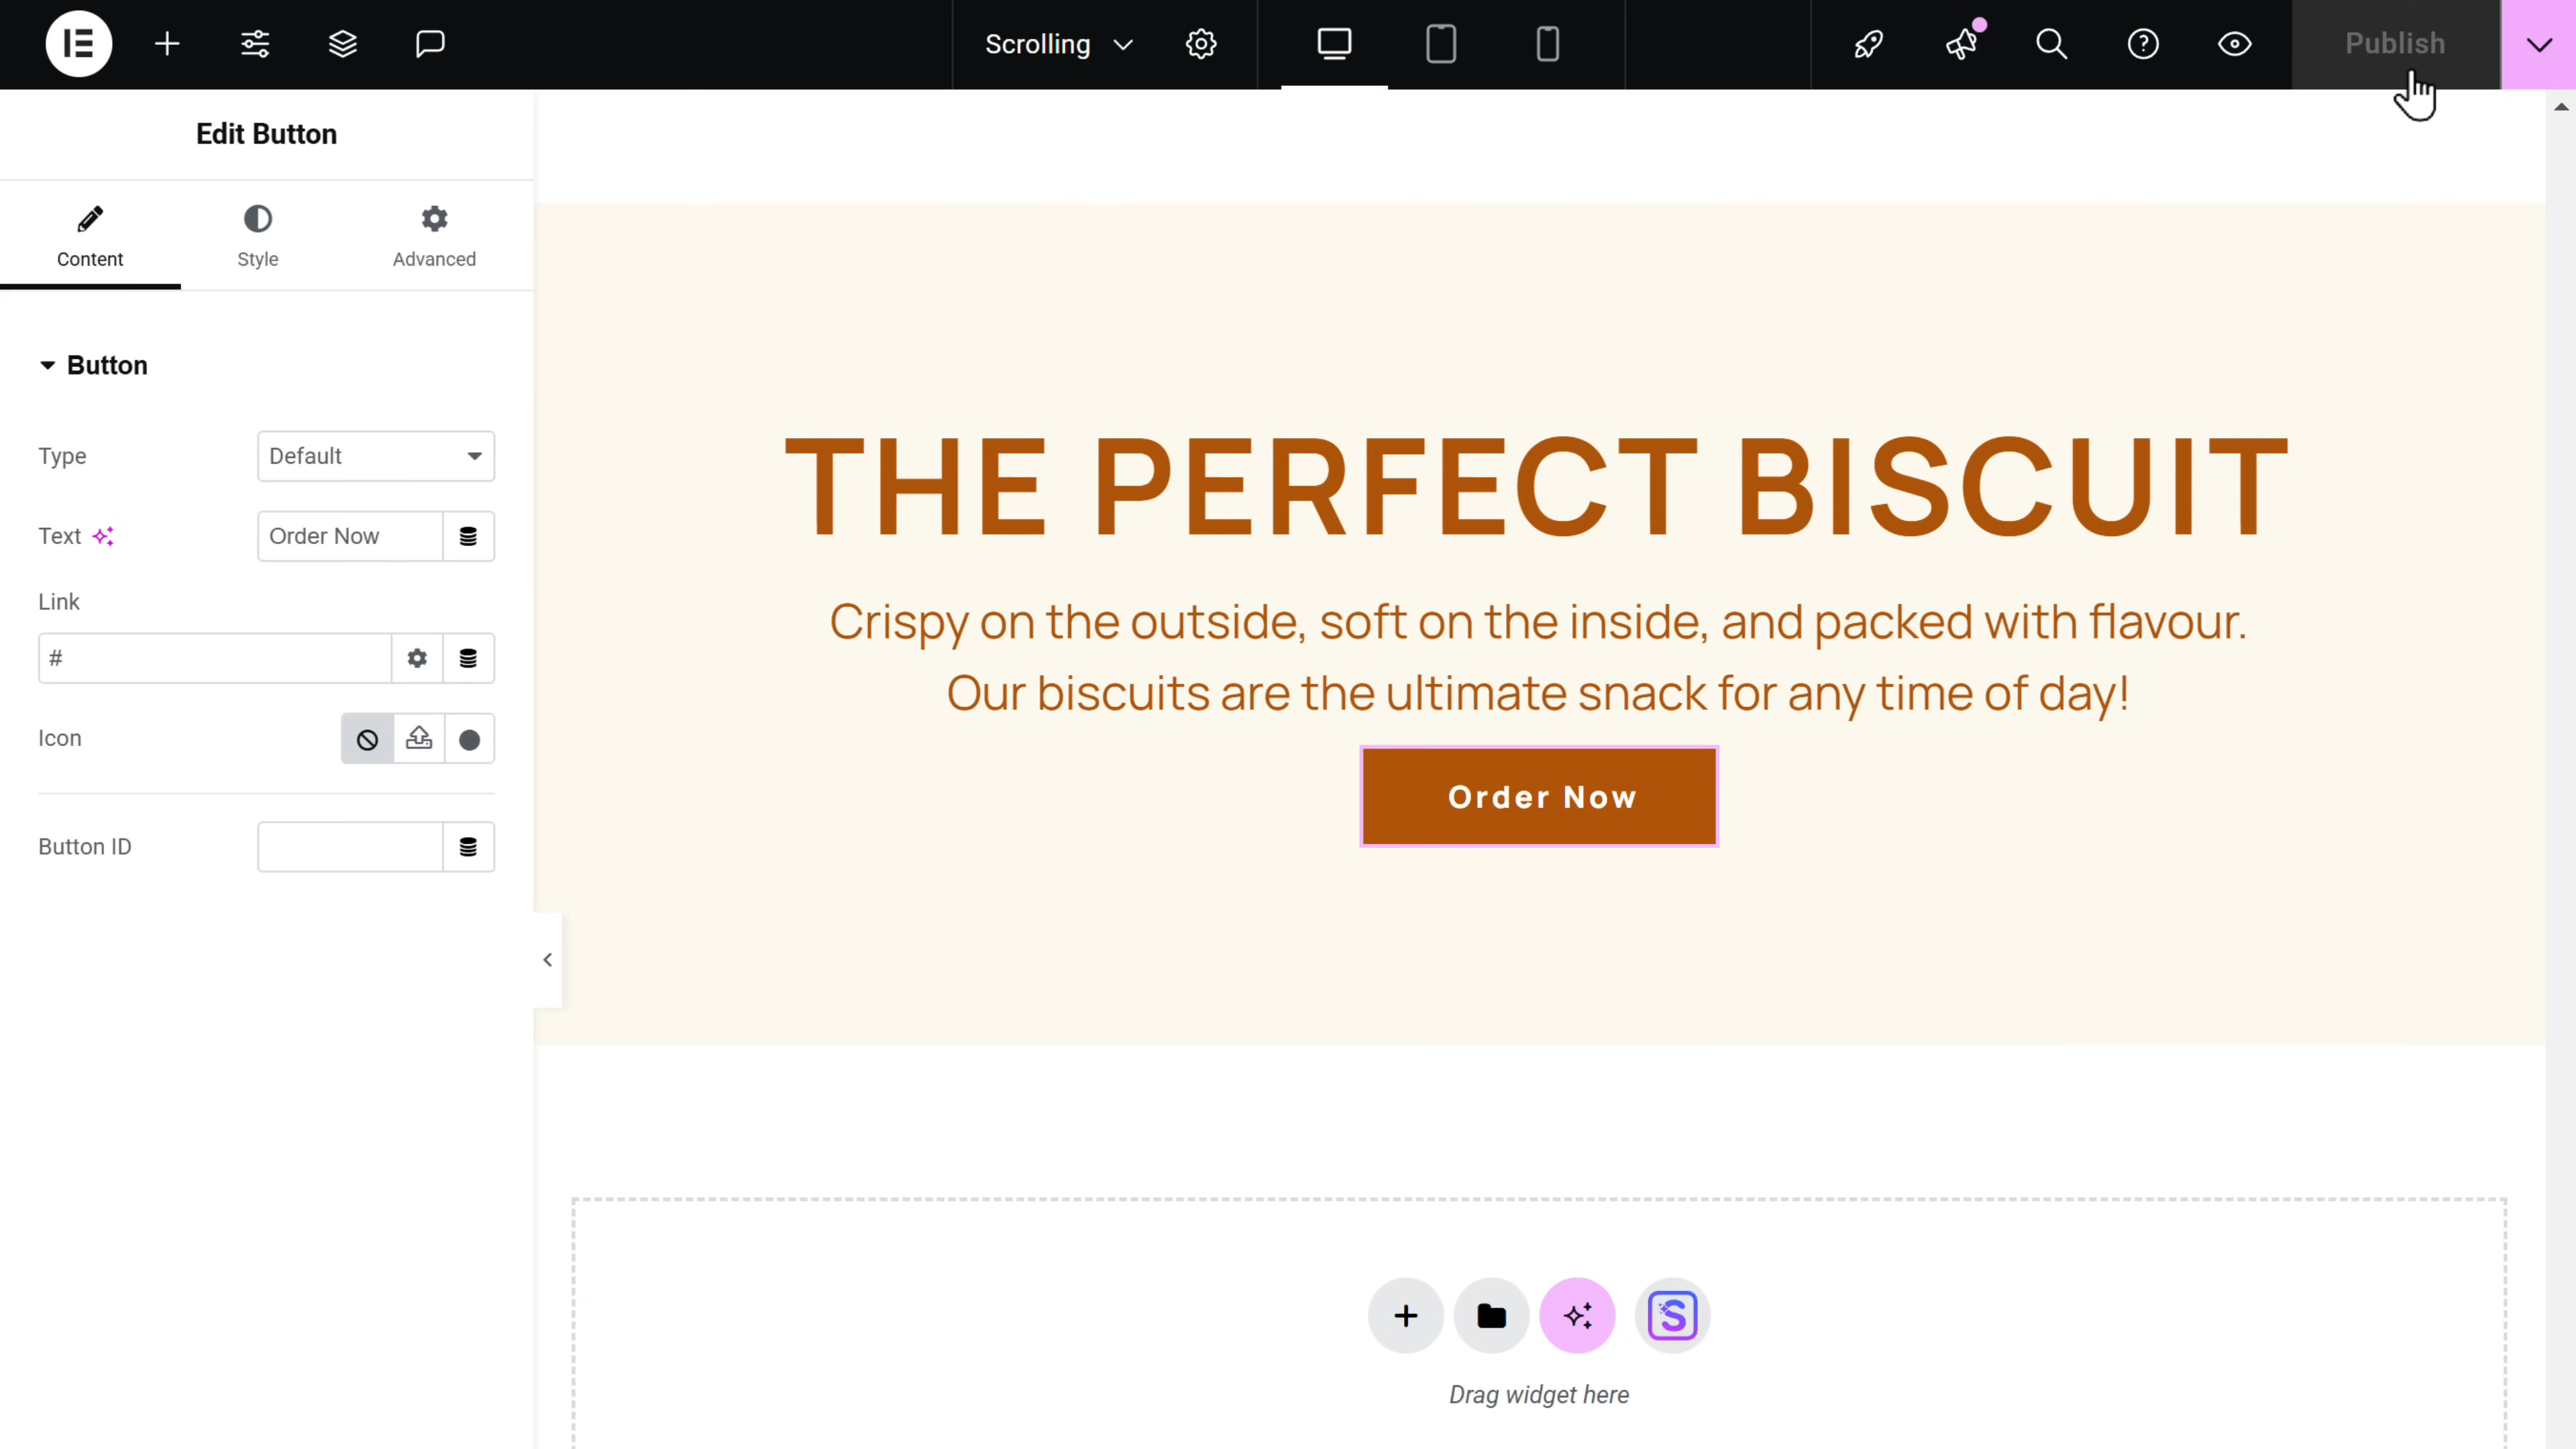 Scrolling
Publish
Edit Button
Content
Style
Advanced
Button
Type
Default
Text
Order Now
Link
#
Icon
Button ID
THE PERFECT BISCUIT
Crispy on the outside, soft on the inside, and packed with flavour.
Our biscuits are the ultimate snack for any time of day!
Order Now
S
Drag widget here